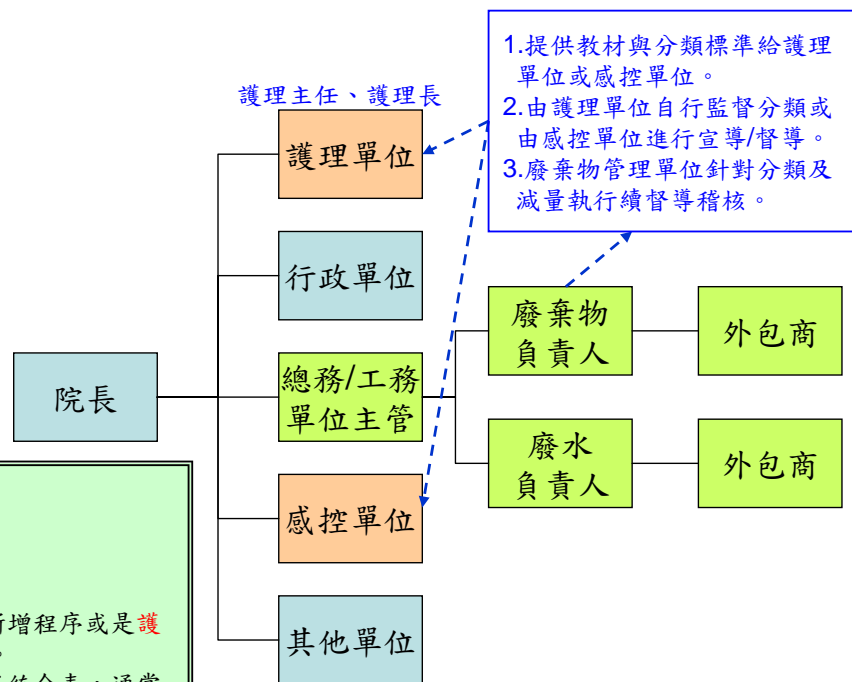 1.提供教材與分類標準給護理
單位或感控單位。
2.由護理單位自行監督分類或
由感控單位進行宣導/督導。
3.廢棄物管理單位針對分類及
減量執行續督導稽核。
護理主任、護理長
護理單位
行政單位
院長
總務/工務
單位主管
廢棄物
負責人
外包商
廢水
負責人
外包商
感控單位
其他單位
新增程序或是護
。